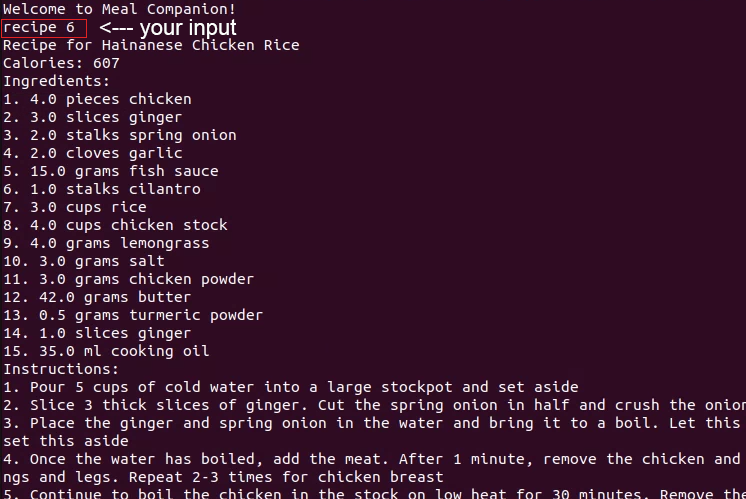 Welcome to Meal Companion!
recipe 6 <--- your input
Recipe for Hainanese Chicken Rice
Calories: 607
Ingredients:
1. 4.0 pieces chicken
2. 3.0 slices ginger
3. 2.0 stalks spring onion
4. 2.0 cloves garlic
5. 15.0 grams fish sauce
6. 1.0 stalks cilantro
7. 3.0 cups rice
8. 4.0 cups chicken stock
9. 4.0 grams lemongrass
10. 3.0 grams salt
11. 3.0 grams chicken powder
12. 42.0 grams butter
13. 0.5 grams turmeric powder
14. 1.0 slices ginger
15. 35.0 ml cooking oil
Instructions:
1. Pour 5 cups of cold water into a large stockpot and set aside
2. Slice 3 thick slices of ginger. Cut the spring onion in half and crush the onion
3. Place the ginger and spring onion in the water and bring it to a boil. Let this
set this aside
4. Once the water has boiled, add the meat. After 1 minute, remove the chicken and
ngs and legs. Repeat 2-3 times for chicken breast
5. Continue to boil the chicken in the stock on low heat for 30 minutes. Remove the